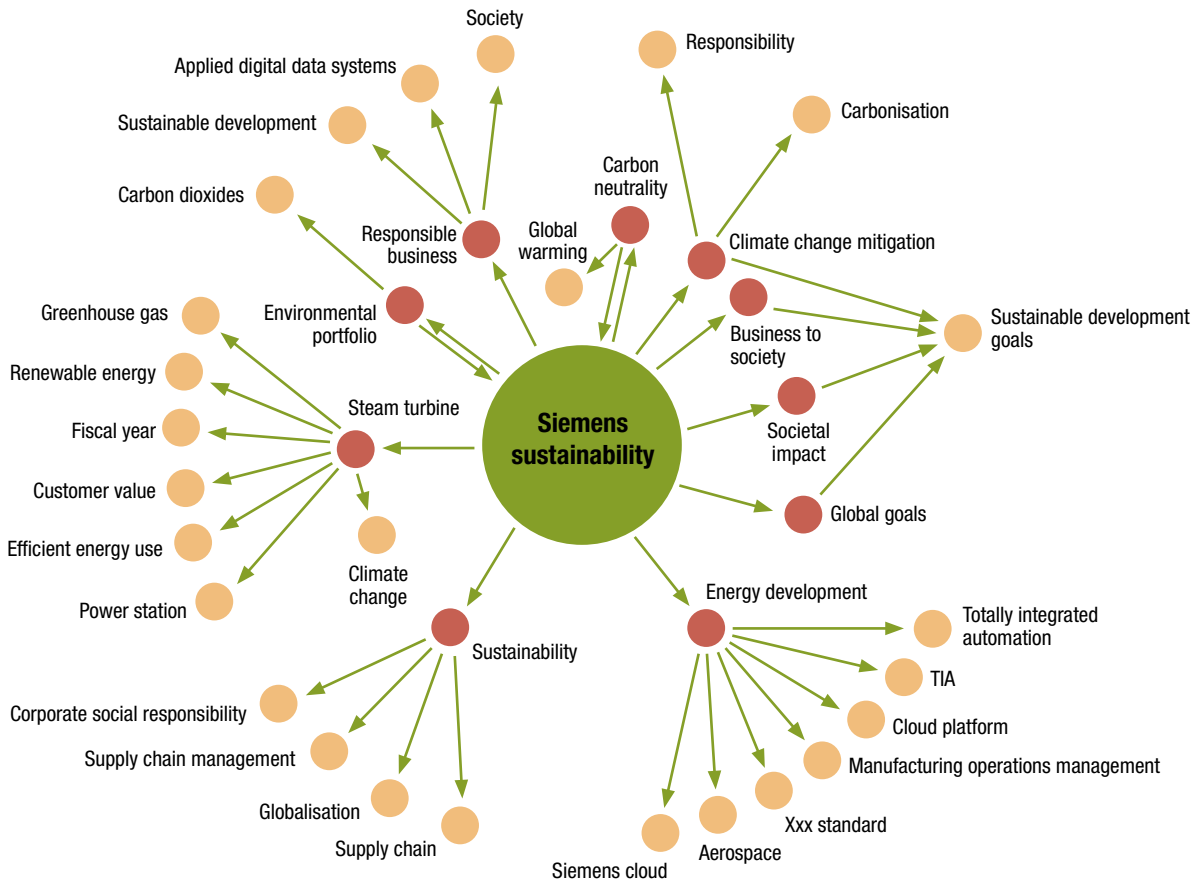 Society
Responsibility
Applied digital data systems
Carbonisation
Sustainable development
Carbon
neutrality
Carbon dioxides
Responsible
business
Global
warming
Climate change mitigation
Greenhouse gas
Environmental
portfolio
Business to
society
Sustainable development
goals
Renewable energy
Steam turbine
Fiscal year
Siemens
sustainability
Societal
impact
Customer value
Global goals
Efficient energy use
Climate
change
Power station
Energy development
Totally integrated
automation
Sustainability
TIA
Corporate social responsibility
Cloud platform
Supply chain management
Manufacturing operations management
Globalisation
Xxx standard
Supply chain
Aerospace
Siemens cloud